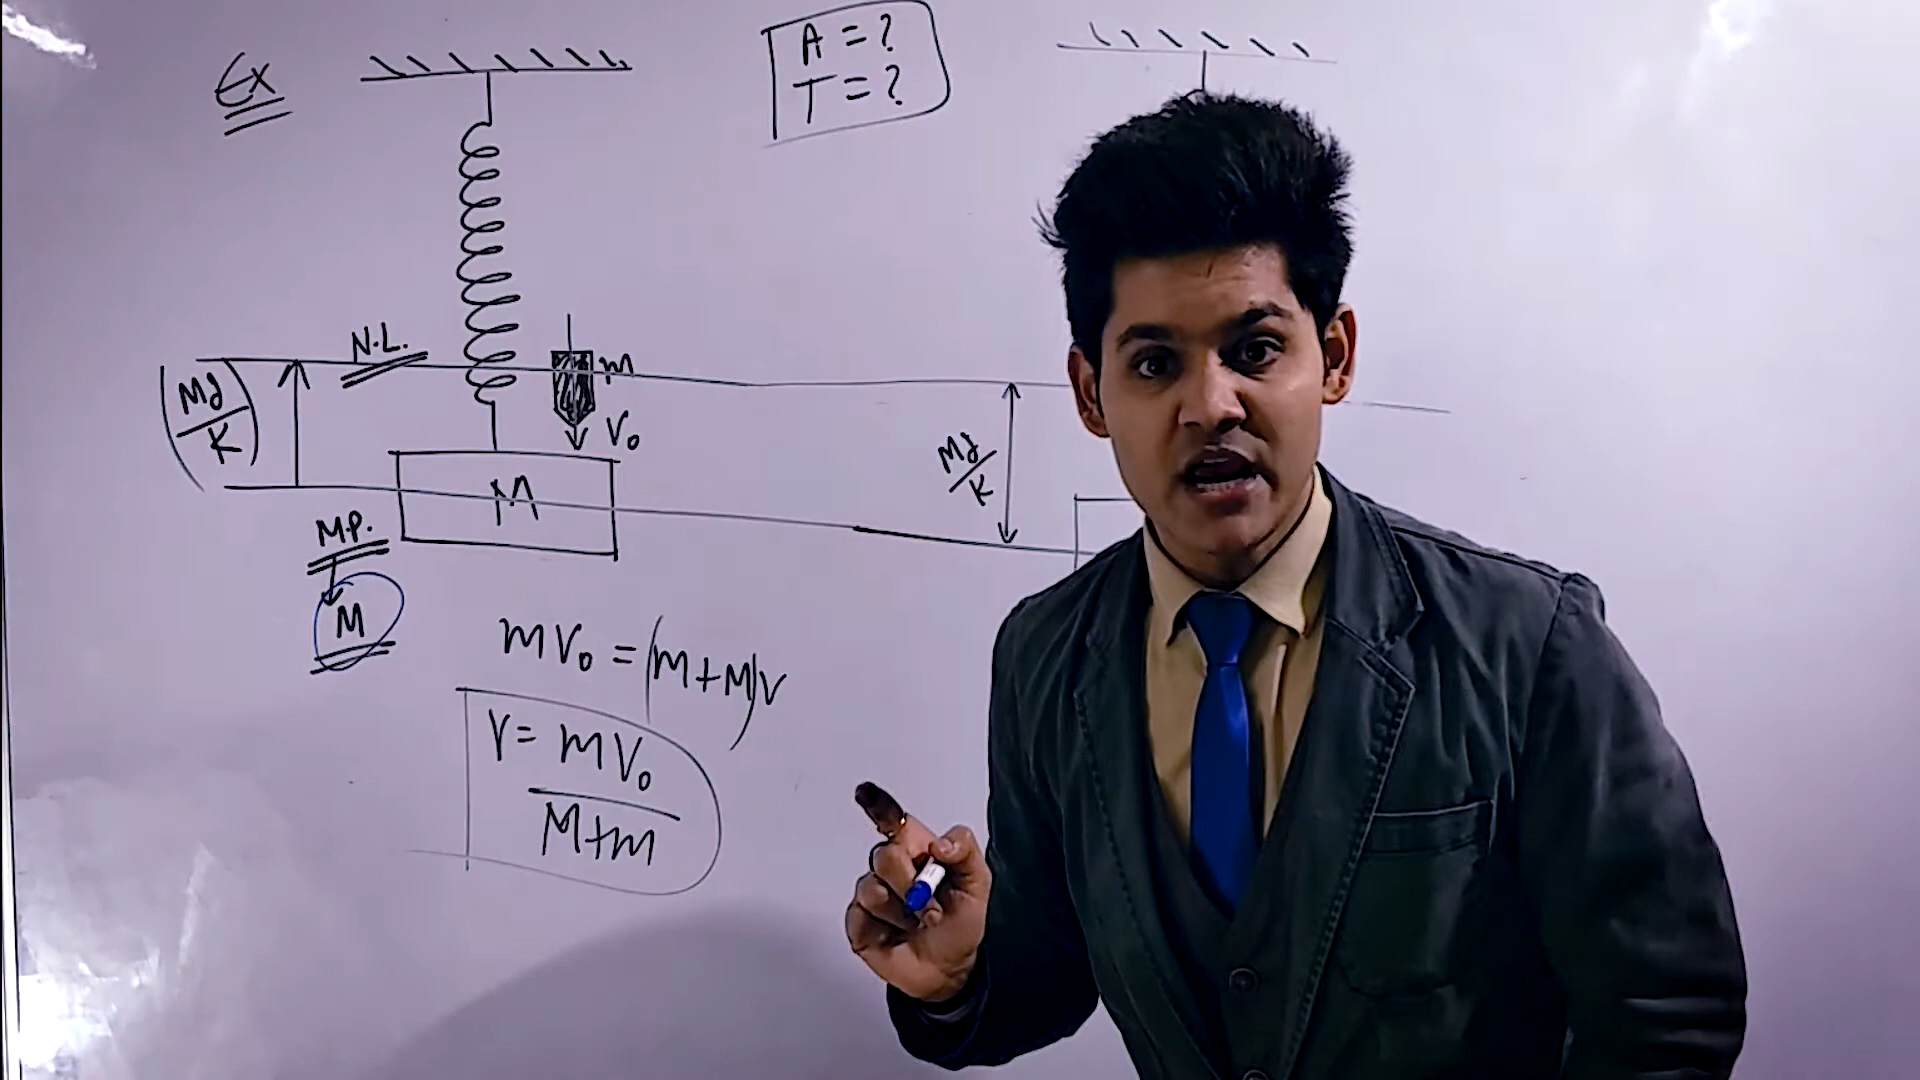 Ex
A = ?
T = ?
N.L.
m
V₀
(Mg/K)
M
Mg/K
M.P.
M
mV₀ = (m+M)V
V = mV₀/M+m